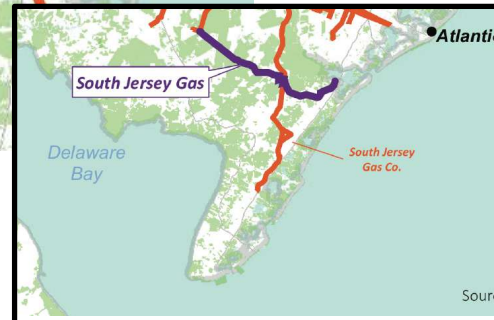 Atlantic
South Jersey Gas
Delaware
Bay
South Jersey
Gas Co.
Sourc